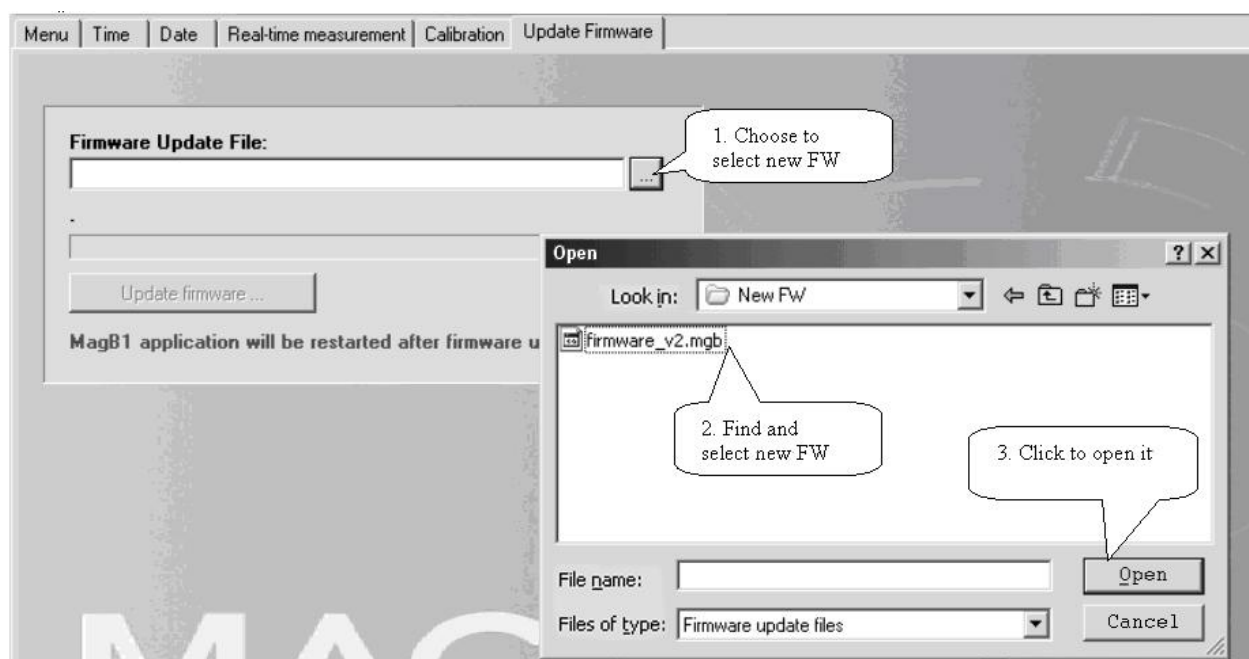 Menu Time Date Real-time measurement Calibration Update Firmware
Firmware Update File:
...
1. Choose to
select new FW
.
Update firmware ...
MagB1 application will be restarted after firmware u
Open
? x
Look in: New FW
firmware_v2.mgb
2. Find and
select new FW
3. Click to open it
File name:
Open
Files of type: Firmware update files
Cancel
MAG